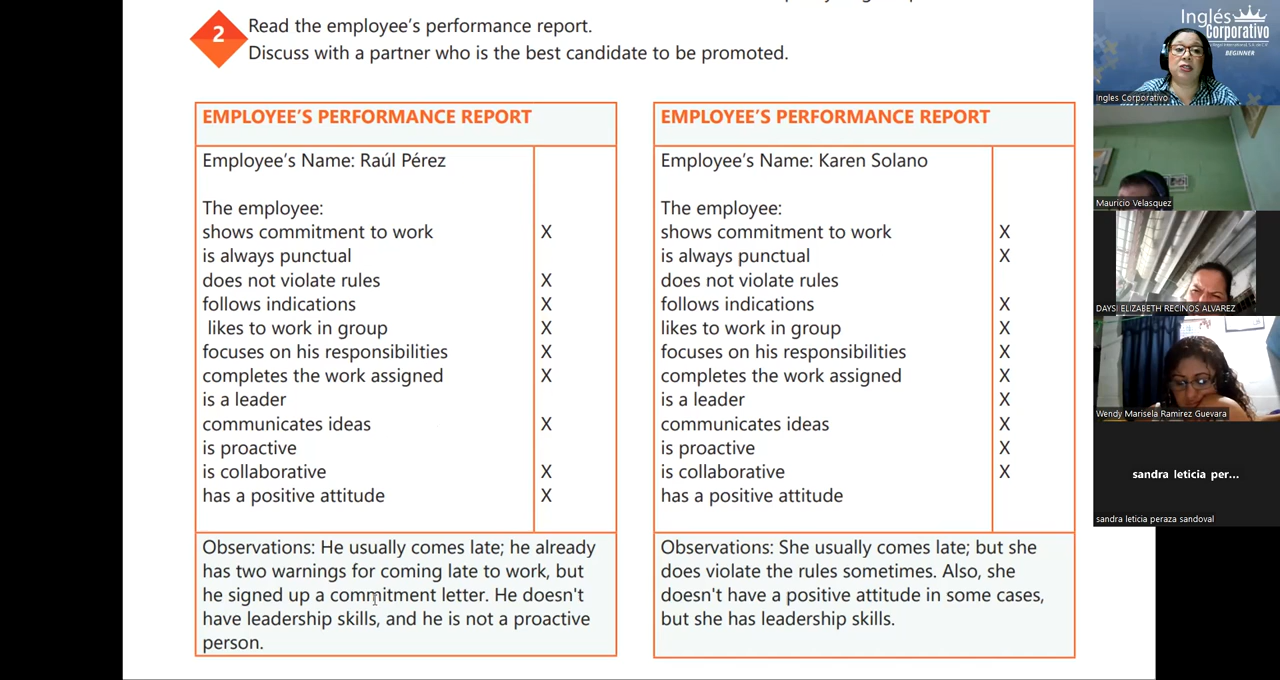 2
Read the employee's performance report.
Discuss with a partner who is the best candidate to be promoted.
EMPLOYEE'S PERFORMANCE REPORT
Employee's Name: Raúl Pérez
The employee:
shows commitment to work X
is always punctual
does not violate rules X
follows indications X
likes to work in group X
focuses on his responsibilities X
completes the work assigned X
is a leader
communicates ideas X
is proactive
is collaborative X
has a positive attitude X
Observations: He usually comes late; he already
has two warnings for coming late to work, but
he signed up a commitment letter. He doesn't
have leadership skills, and he is not a proactive
person.
EMPLOYEE'S PERFORMANCE REPORT
Employee's Name: Karen Solano
The employee:
shows commitment to work X
is always punctual X
does not violate rules
follows indications X
likes to work in group X
focuses on his responsibilities X
completes the work assigned X
is a leader X
communicates ideas X
is proactive X
is collaborative X
has a positive attitude
Observations: She usually comes late; but she
does violate the rules sometimes. Also, she
doesn't have a positive attitude in some cases,
but she has leadership skills.
Inglés
Corporativo
BEGINNER
Ingles Corporativo
Mauricio Velasquez
DAYSI ELIZABETH RECINOS ALVAREZ
Wendy Marisela Ramirez Guevara
sandra leticia per...
sandra leticia peraza sandoval